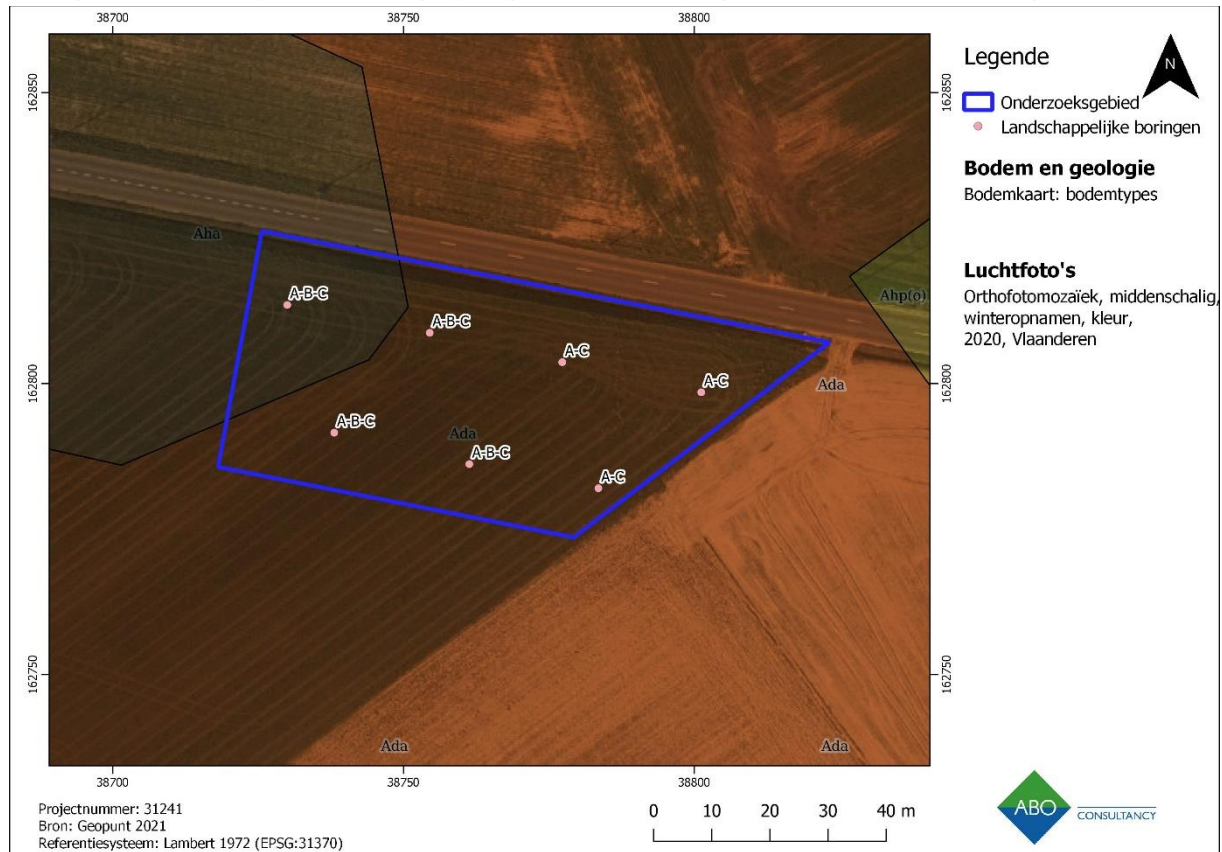 38700 38750 38800
162850
162800
162750
Aha
A-B-C
A-B-C
A-C
A-C
A-B-C
Ada
A-B-C
A-C
Ahp(o)
Ada
Ada
Ada
162850
162800
162750
38700 38750 38800
Legende
N
Onderzoeksgebied
Landschappelijke boringen
Bodem en geologie
Bodemkaart: bodemtypes
Luchtfoto's
Orthofotomozaïek, middenschalig,
winteropnamen, kleur,
2020, Vlaanderen
Projectnummer: 31241
Bron: Geopunt 2021
Referentiesysteem: Lambert 1972 (EPSG:31370)
0 10 20 30 40 m
ABO
CONSULTANCY